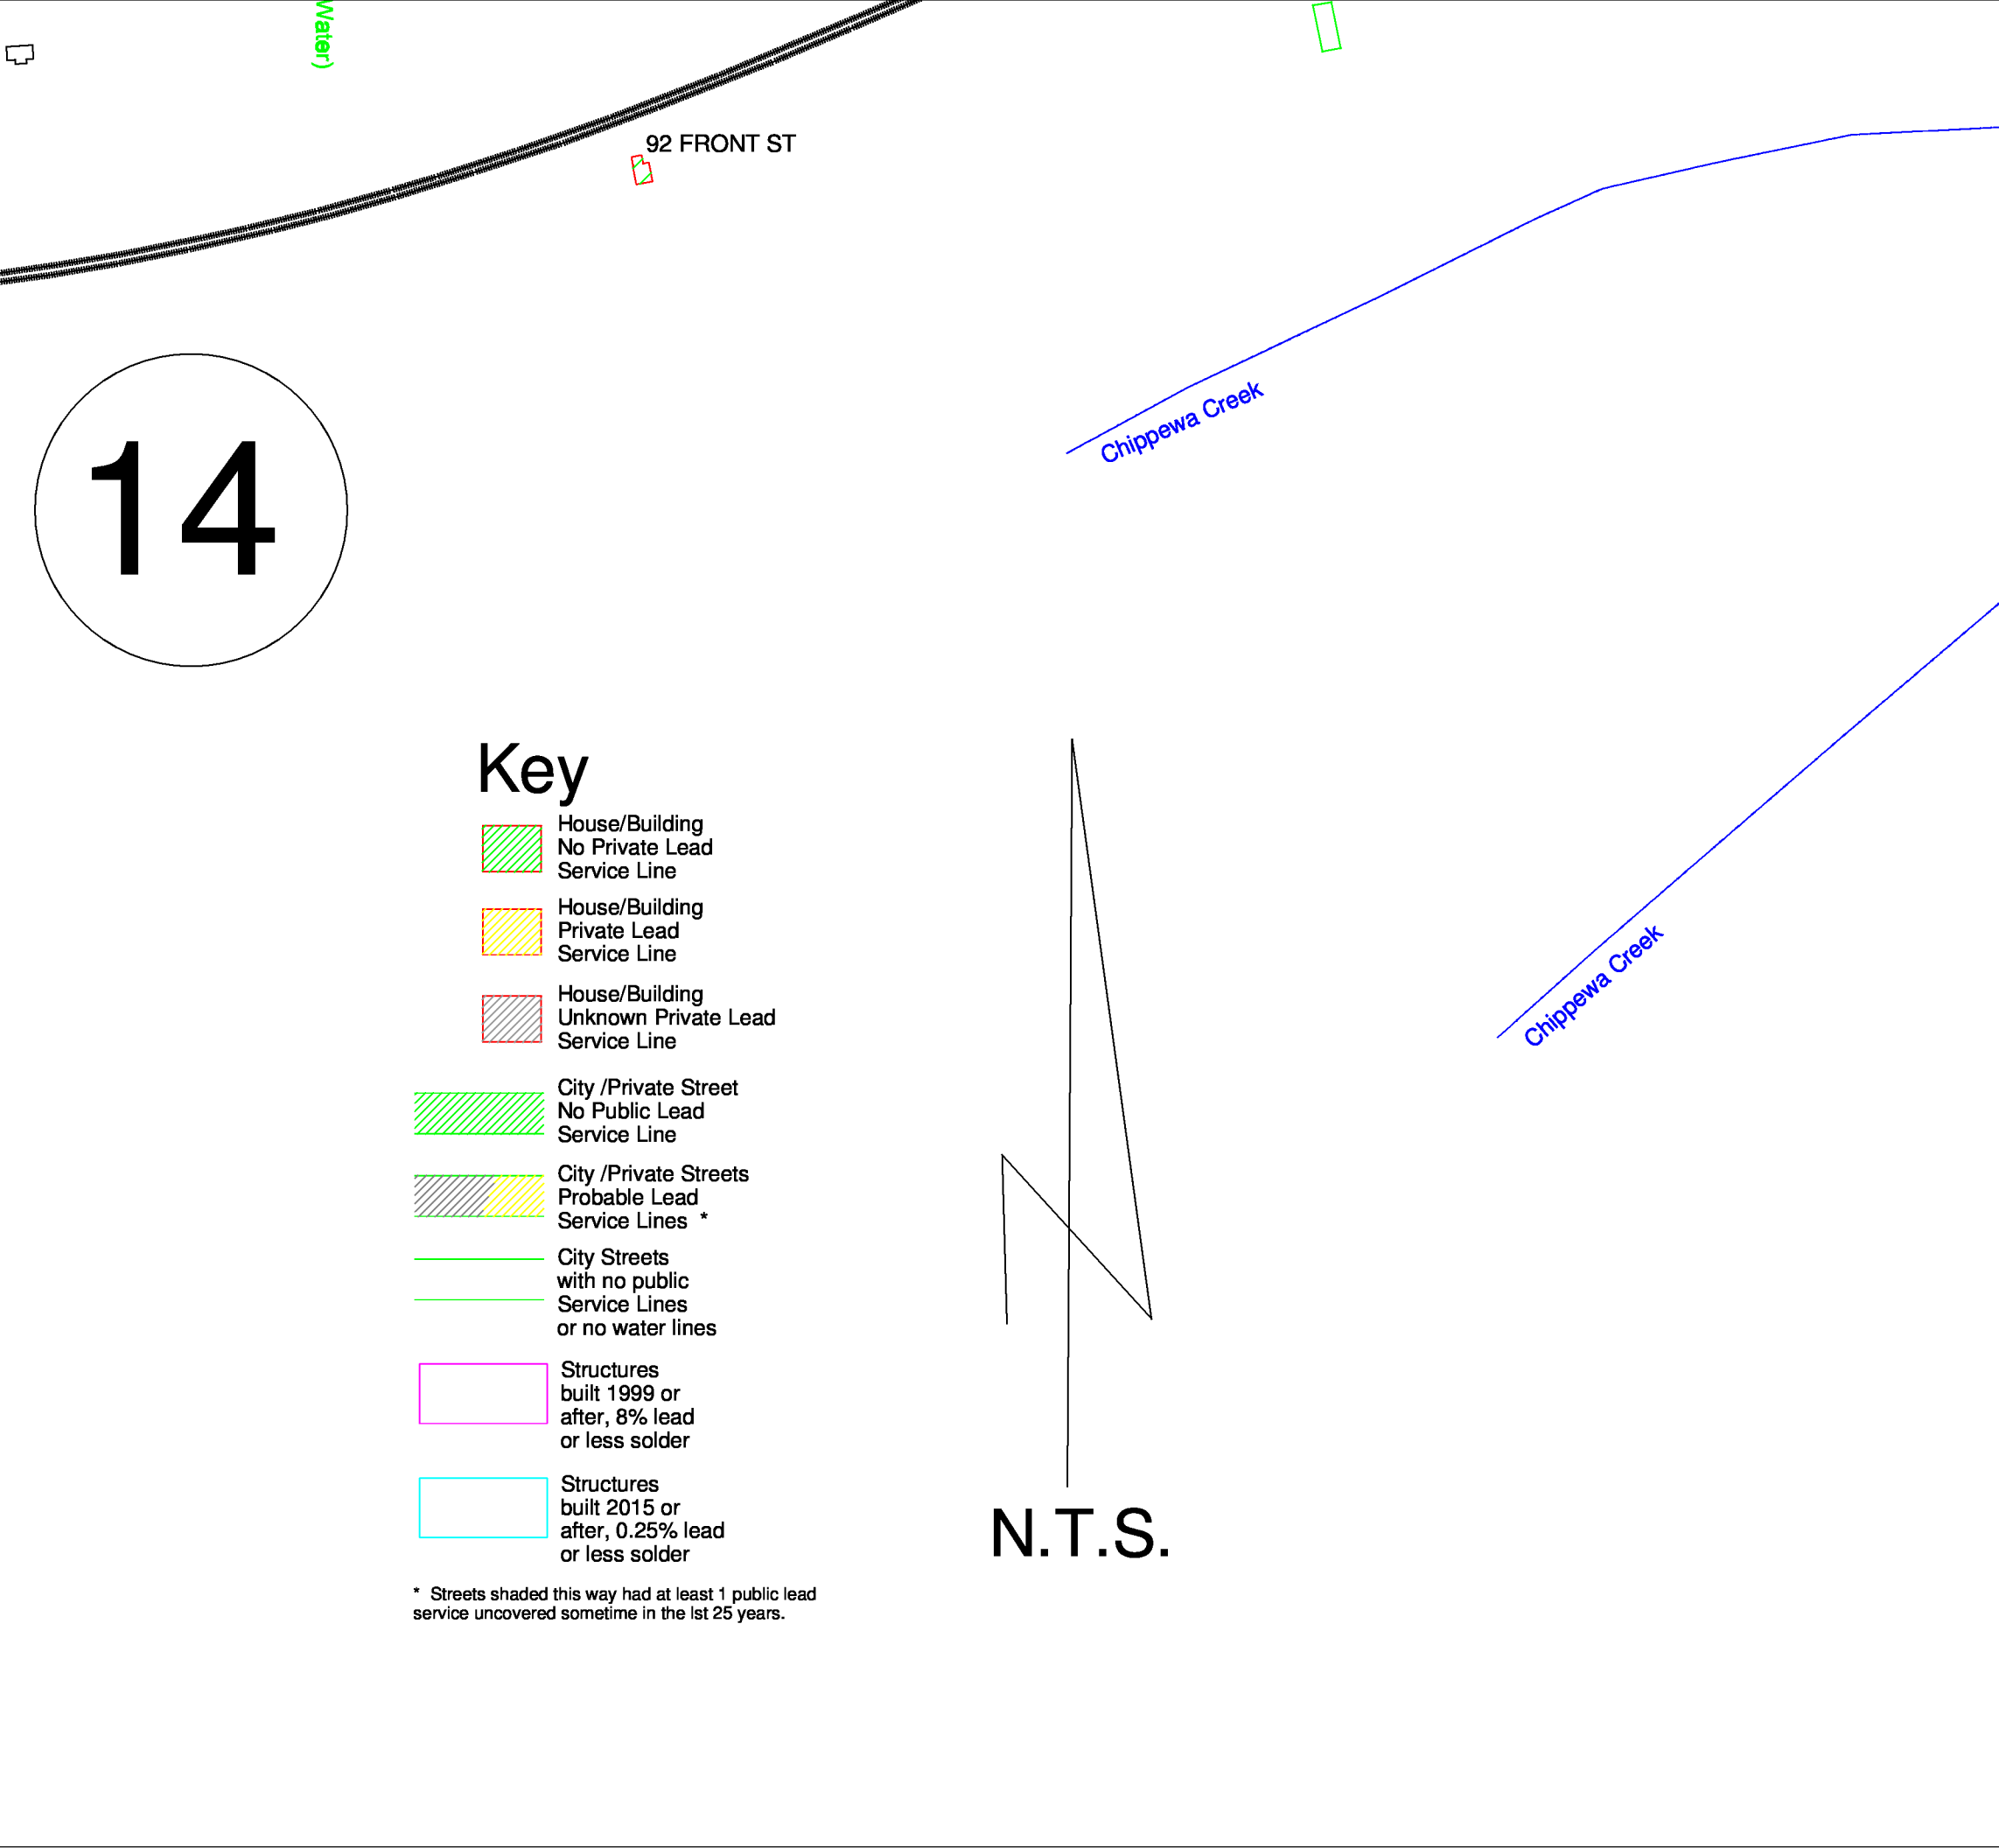 Water)
92 FRONT ST
Chippewa Creek
14
Key
House/Building
No Private Lead
Service Line
House/Building
Private Lead
Service Line
House/Building
Unknown Private Lead
Service Line
City /Private Street
No Public Lead
Service Line
City /Private Streets
Probable Lead
Service Lines *
City Streets
with no public
Service Lines
or no water lines
Structures
built 1999 or
after, 8% lead
or less solder
Structures
built 2015 or
after, 0.25% lead
or less solder
* Streets shaded this way had at least 1 public lead
service uncovered sometime in the lst 25 years.
Chippewa Creek
N.T.S.